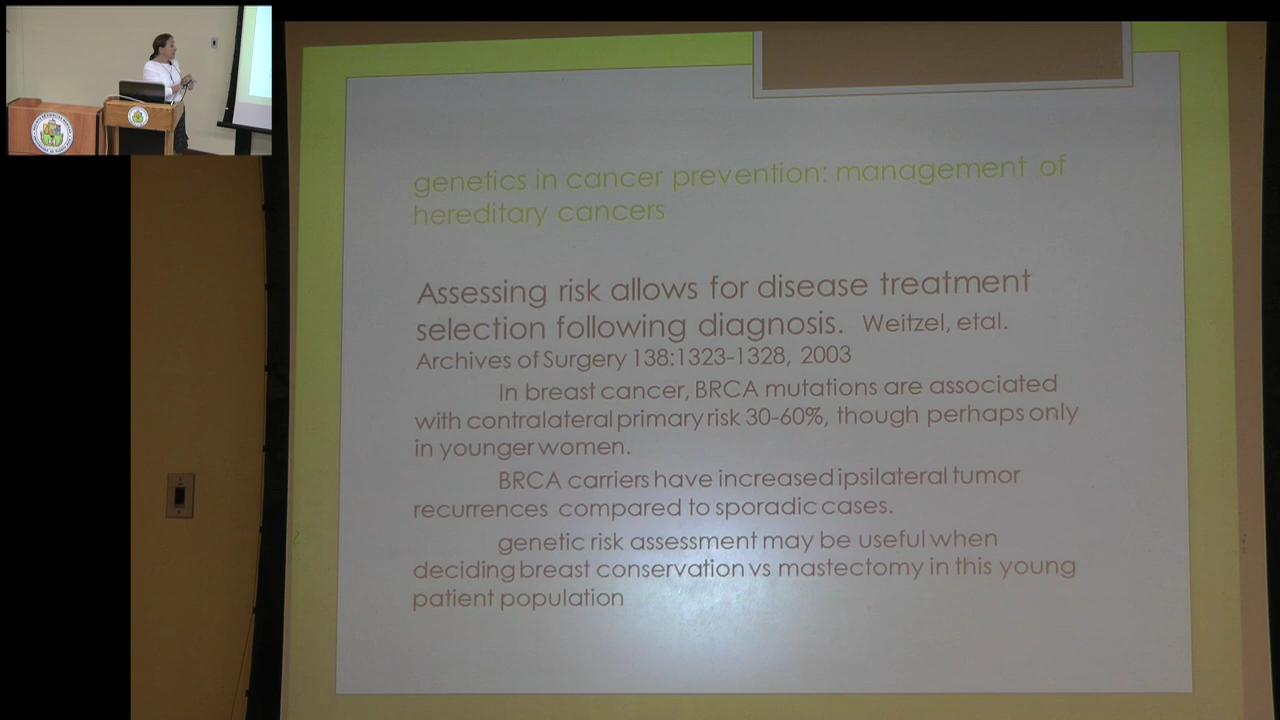 genetics in cancer prevention: management of
hereditary cancers
Assessing risk allows for disease treatment
selection following diagnosis. Weitzel, etal.
Archives of Surgery 138:1323-1328, 2003
In breast cancer, BRCA mutations are associated
with contralateral primary risk 30-60%, though perhaps only
in younger women.
BRCA carriers have increased ipsilateral tumor
recurrences compared to sporadic cases.
genetic risk assessment may be useful when
deciding breast conservation vs mastectomy in this young
patient population